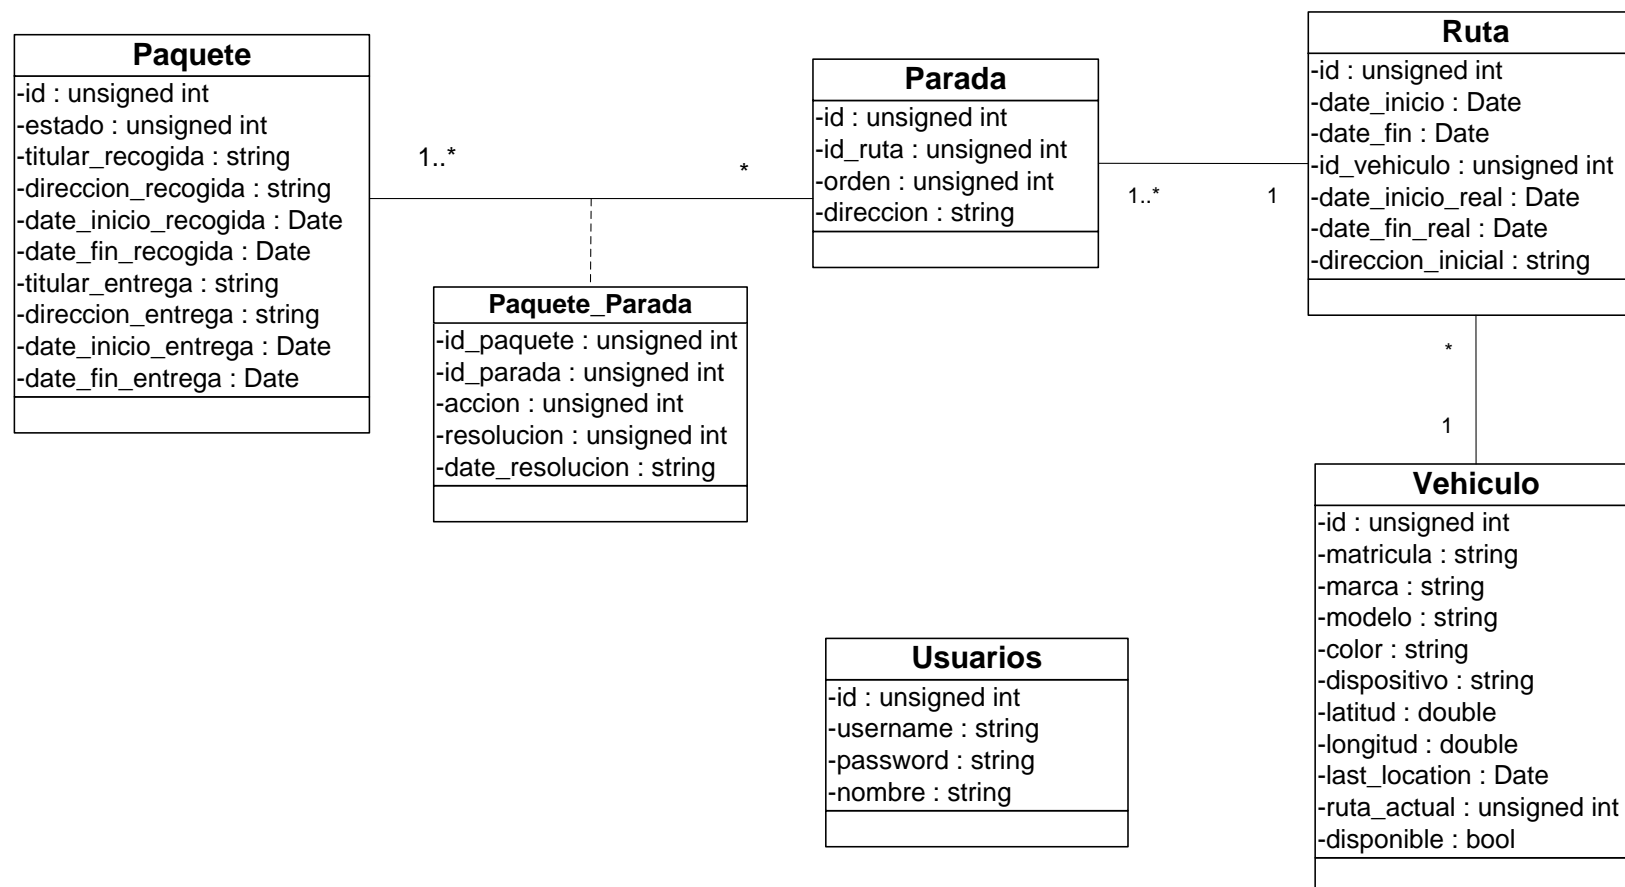 Paquete
-id : unsigned int
-estado : unsigned int
-titular_recogida : string
-direccion_recogida : string
-date_inicio_recogida : Date
-date_fin_recogida : Date
-titular_entrega : string
-direccion_entrega : string
-date_inicio_entrega : Date
-date_fin_entrega : Date
1..*
*
Paquete_Parada
-id_paquete : unsigned int
-id_parada : unsigned int
-accion : unsigned int
-resolucion : unsigned int
-date_resolucion : string
Parada
-id : unsigned int
-id_ruta : unsigned int
-orden : unsigned int
-direccion : string
1..*
1
Ruta
-id : unsigned int
-date_inicio : Date
-date_fin : Date
-id_vehiculo : unsigned int
-date_inicio_real : Date
-date_fin_real : Date
-direccion_inicial : string
*
1
Vehiculo
-id : unsigned int
-matricula : string
-marca : string
-modelo : string
-color : string
-dispositivo : string
-latitud : double
-longitud : double
-last_location : Date
-ruta_actual : unsigned int
-disponible : bool
Usuarios
-id : unsigned int
-username : string
-password : string
-nombre : string